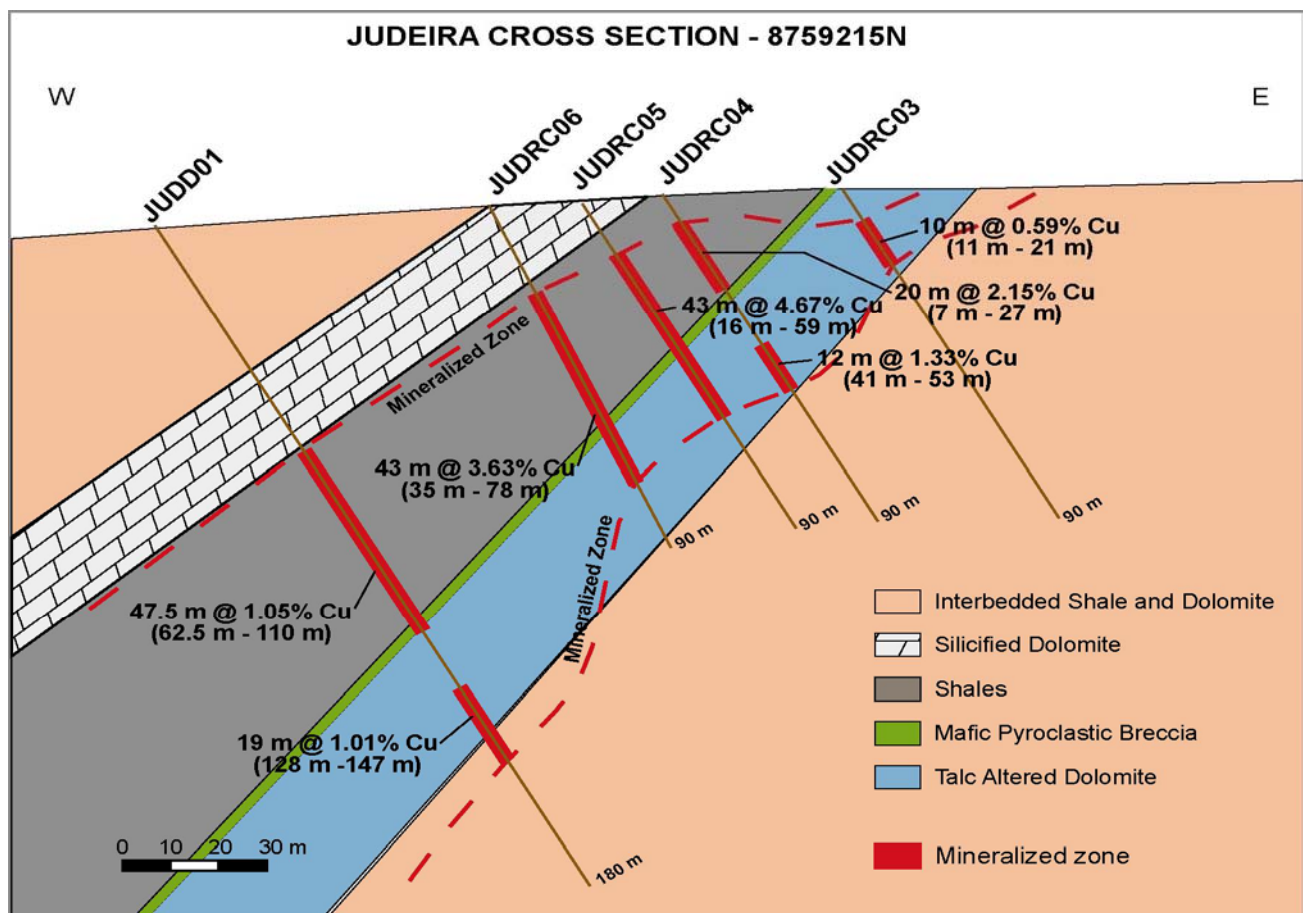 JUDEIRA CROSS SECTION - 8759215N
W
E
JUDD01
JUDRC06
JUDRC05
JUDRC04
JUDRC03
10 m @ 0.59% Cu
(11 m - 21 m)
20 m @ 2.15% Cu
(7 m - 27 m)
43 m @ 4.67% Cu
(16 m - 59 m)
12 m @ 1.33% Cu
(41 m - 53 m)
Mineralized Zone
43 m @ 3.63% Cu
(35 m - 78 m)
90 m
90 m
90 m
90 m
Mineralized Zone
47.5 m @ 1.05% Cu
(62.5 m - 110 m)
19 m @ 1.01% Cu
(128 m -147 m)
180 m
0 10 20 30 m
Interbedded Shale and Dolomite
Silicified Dolomite
Shales
Mafic Pyroclastic Breccia
Talc Altered Dolomite
Mineralized zone